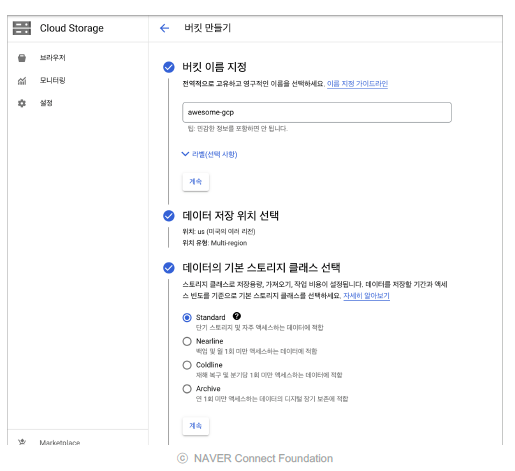 Cloud Storage
버킷 만들기
브라우저
모니터링
설정
버킷 이름 지정
전역적으로 고유하고 영구적인 이름을 선택하세요. 이름 지정 가이드라인
awesome-gcp
팁: 민감한 정보를 포함하면 안 됩니다.
라벨(선택 사항)
계속
데이터 저장 위치 선택
위치: us (미국의 여러 리전)
위치 유형: Multi-region
데이터의 기본 스토리지 클래스 선택
스토리지 클래스로 저장용량, 가져오기, 작업 비용이 설정됩니다. 데이터를 저장할 기간과 액세
스 빈도를 기준으로 기본 스토리지 클래스를 선택하세요. 자세히 알아보기
Standard
단기 스토리지 및 자주 액세스하는 데이터에 적합
Nearline
백업 및 월 1회 미만 액세스하는 데이터에 적합
Coldline
재해 복구 및 분기당 1회 미만 액세스하는 데이터에 적합
Archive
연 1회 미만 액세스하는 데이터의 디지털 장기 보존에 적합
계속
Marketplace
ⓒ NAVER Connect Foundation